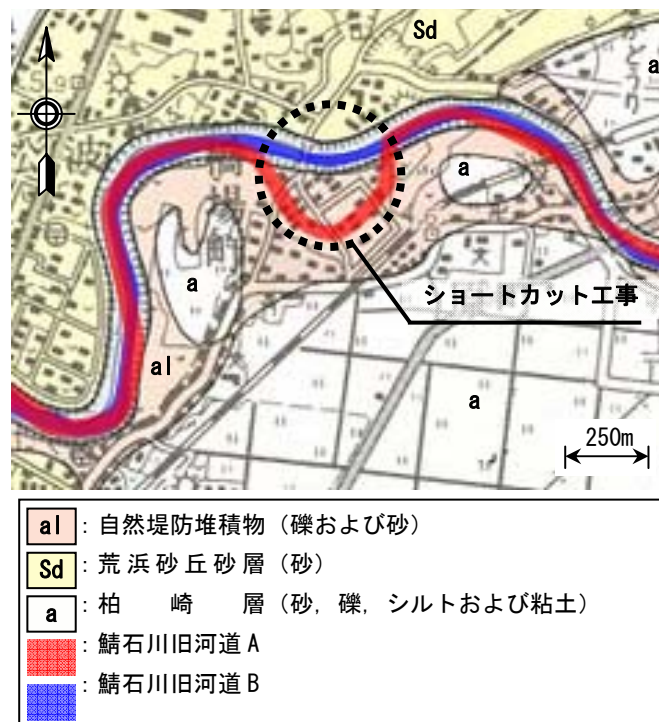 Sd
a
a
a
al
ショートカット工事
a
250m
al : 自然堤防堆積物 (礫および砂)
Sd : 荒浜砂丘砂層 (砂)
a : 柏崎層 (砂, 礫, シルトおよび粘土)
: 鯖石川旧河道 A
: 鯖石川旧河道 B